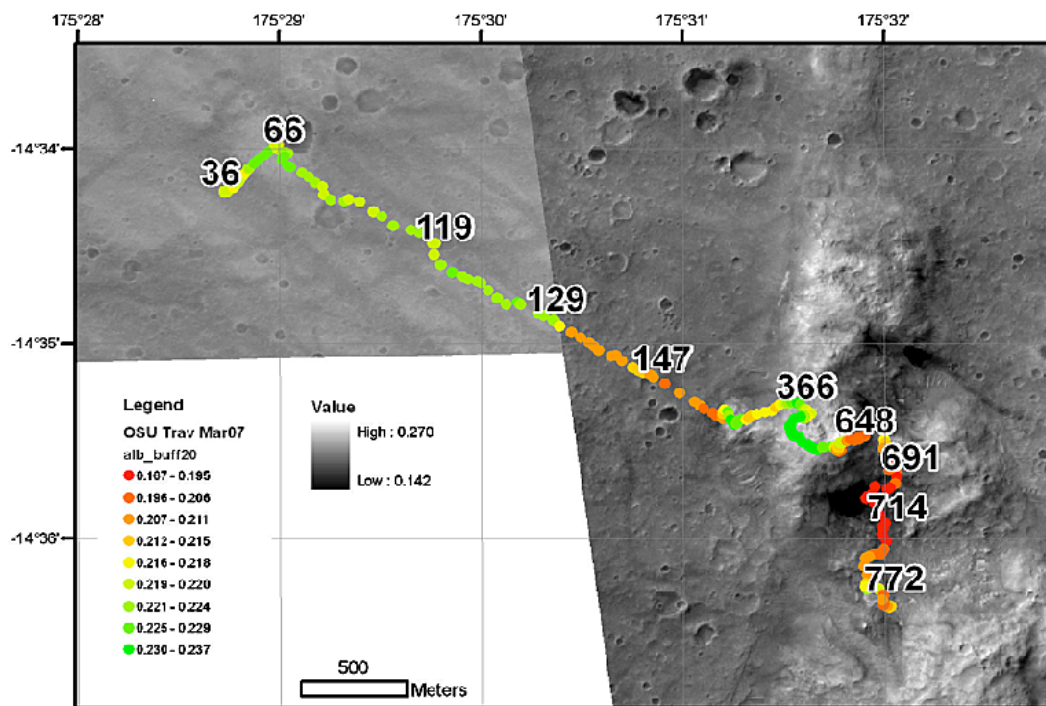 175°28' 175°29' 175°30' 175°31' 175°32'
-14°34'
66
36
119
129
-14°35'
147
366
648
691
714
-14°36'
772
Legend
OSU Trav Mar07
alb_buff20
0.187 - 0.195
0.196 - 0.206
0.207 - 0.211
0.212 - 0.215
0.216 - 0.218
0.219 - 0.220
0.221 - 0.224
0.225 - 0.229
0.230 - 0.237
Value
High : 0.270
Low : 0.142
500
Meters